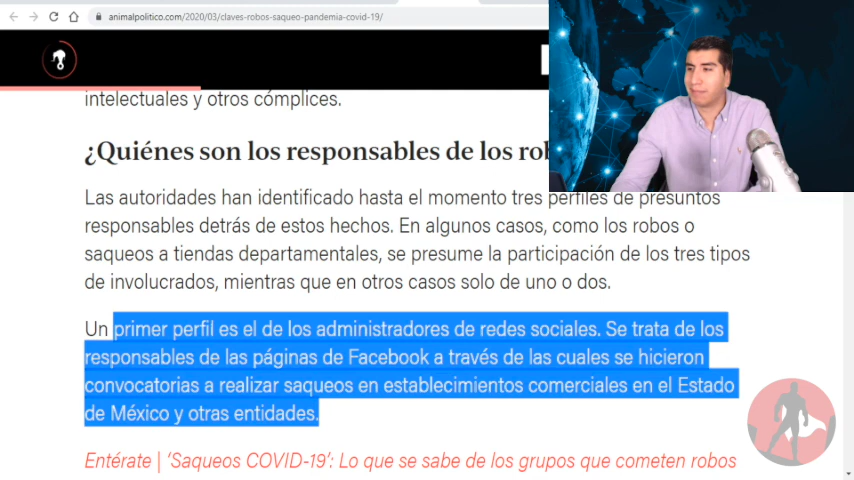 animalpolitico.com/2020/03/claves-robos-saqueo-pandemia-covid-19/
intelectuales y otros cómplices.
¿Quiénes son los responsables de los
Las autoridades han identificado hasta el momento tres perfiles de presuntos
responsables detrás de estos hechos. En algunos casos, como los robos o
saqueos a tiendas departamentales, se presume la participación de los tres tipos
de involucrados, mientras que en otros casos solo de uno o dos.
Un primer perfil es el de los administradores de redes sociales. Se trata de los
responsables de las páginas de Facebook a través de las cuales se hicieron
convocatorias a realizar saqueos en establecimientos comerciales en el Estado
de México y otras entidades.
Entérate | ‘Saqueos COVID-19’: Lo que se sabe de los grupos que cometen robos